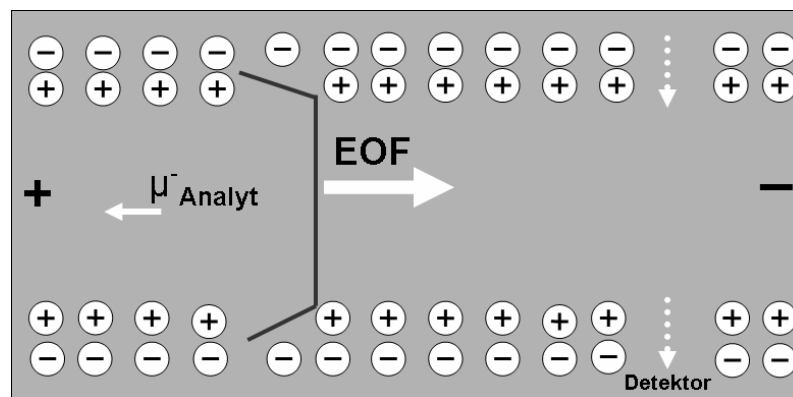 EOF
μ⁻ Analyt
Detektor